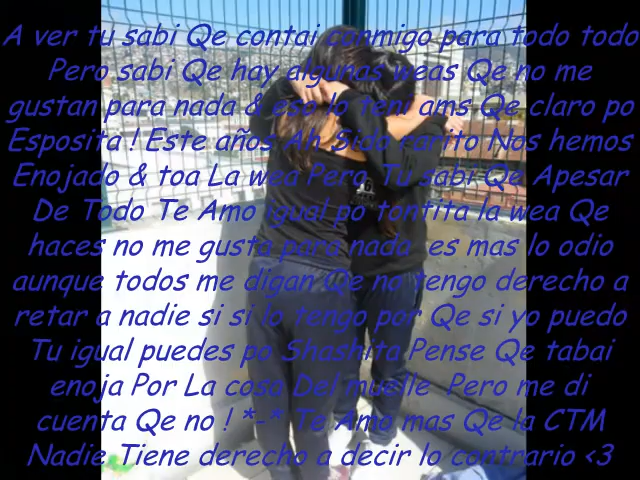 A ver tu sabi Qe contai conmigo para todo todo
Pero sabi Qe hay algunas weas Qe no me
gustan para nada & eso lo teni ams Qe claro po
Esposita ! Este años Ah Sido rarito Nos hemos
Enojado & toa La wea Pero Tu sabi Qe Apesar
De Todo Te Amo igual po tontita la wea Qe
haces no me gusta para nada es mas lo odio
aunque todos me digan Qe no tengo derecho a
retar a nadie si si lo tengo por Qe si yo puedo
Tu igual puedes po Shashita Pense Qe tabai
enoja Por La cosa Del muelle Pero me di
cuenta Qe no ! *-* Te Amo mas Qe la CTM
Nadie Tiene derecho a decir lo contrario <3